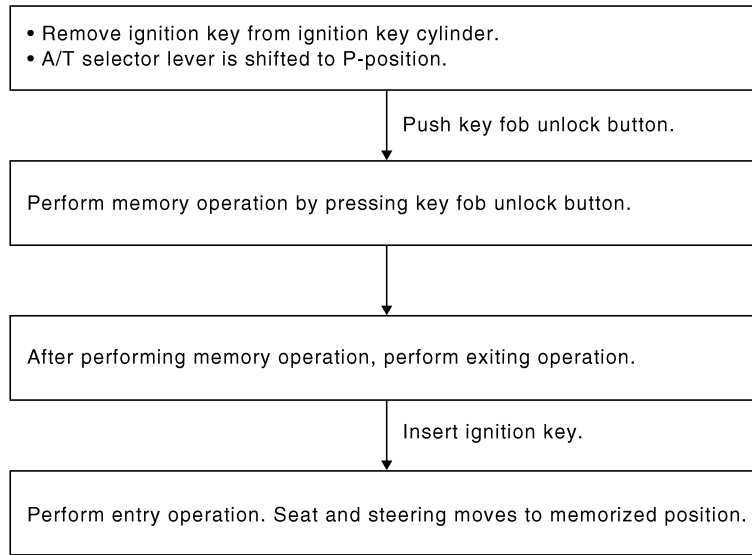 • Remove ignition key from ignition key cylinder.
• A/T selector lever is shifted to P-position.
Push key fob unlock button.
Perform memory operation by pressing key fob unlock button.
After performing memory operation, perform exiting operation.
Insert ignition key.
Perform entry operation. Seat and steering moves to memorized position.